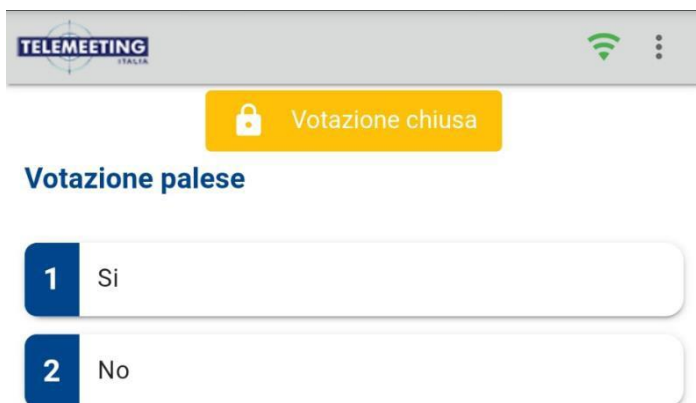 TELEMEETING
ITALIA
Votazione chiusa
Votazione palese
1 Si
2 No